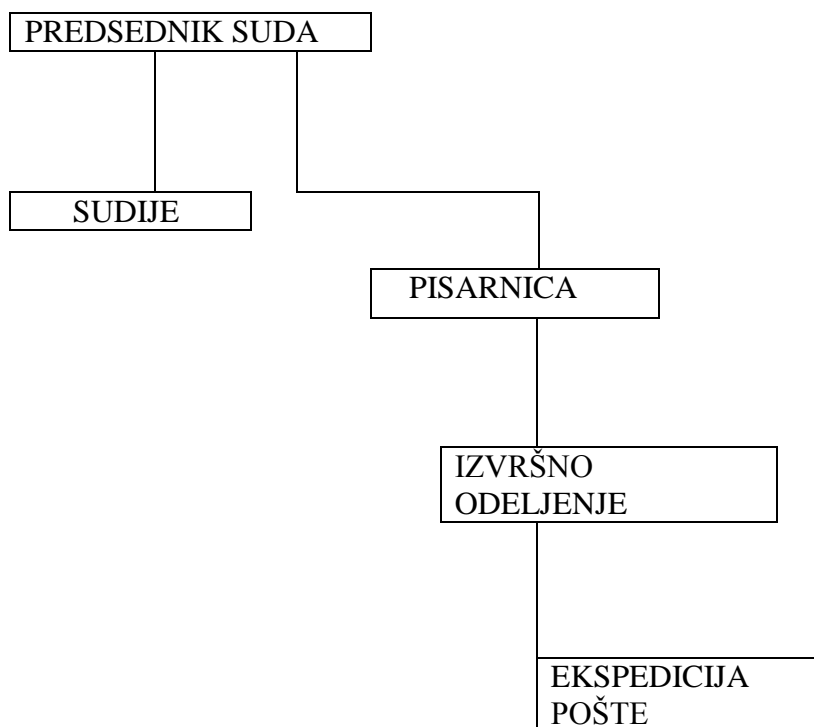 PREDSEDNIK SUDA
SUDIJE
PISARNICA
IZVRŠNO
ODELJENJE
EKSPEDICIJA
POŠTE